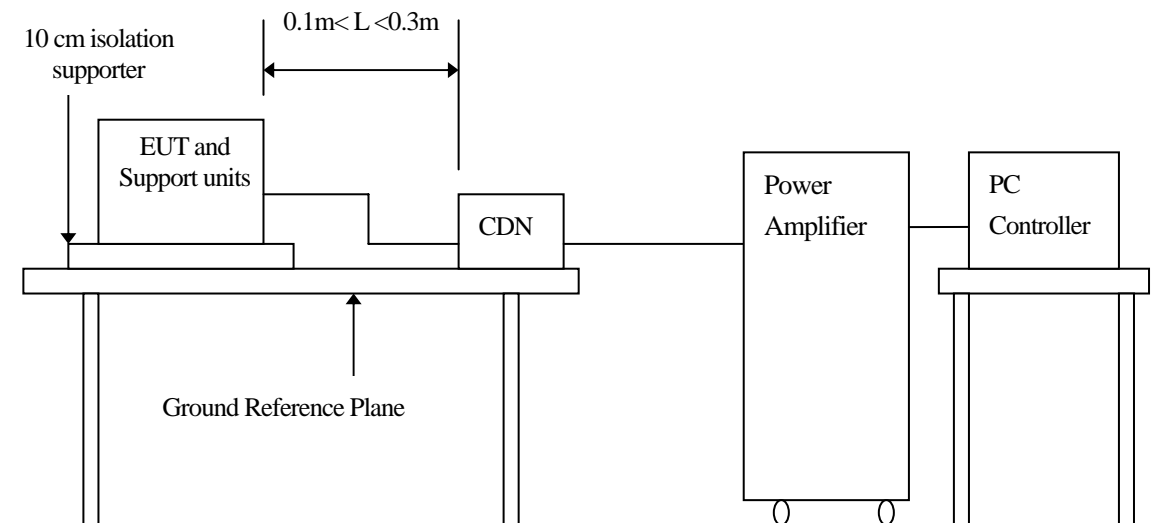 0.1m< L <0.3m
10 cm isolation
supporter
EUT and
Support units
CDN
Power
Amplifier
PC
Controller
Ground Reference Plane